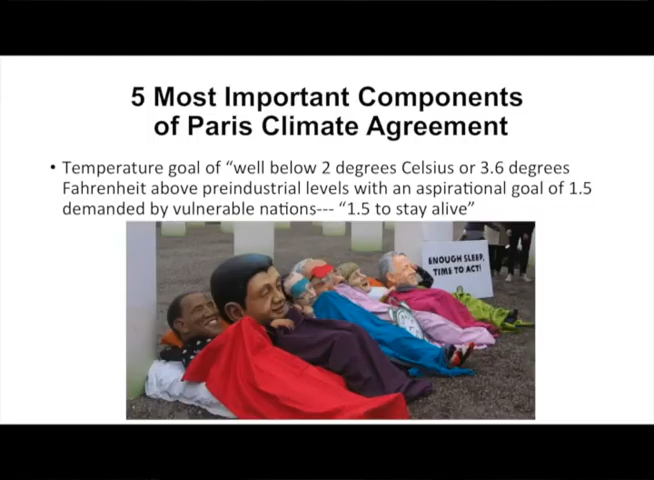 5 Most Important Components
of Paris Climate Agreement
• Temperature goal of “well below 2 degrees Celsius or 3.6 degrees
Fahrenheit above preindustrial levels with an aspirational goal of 1.5
demanded by vulnerable nations--- “1.5 to stay alive”
ENOUGH SLEEP,
TIME TO ACT!